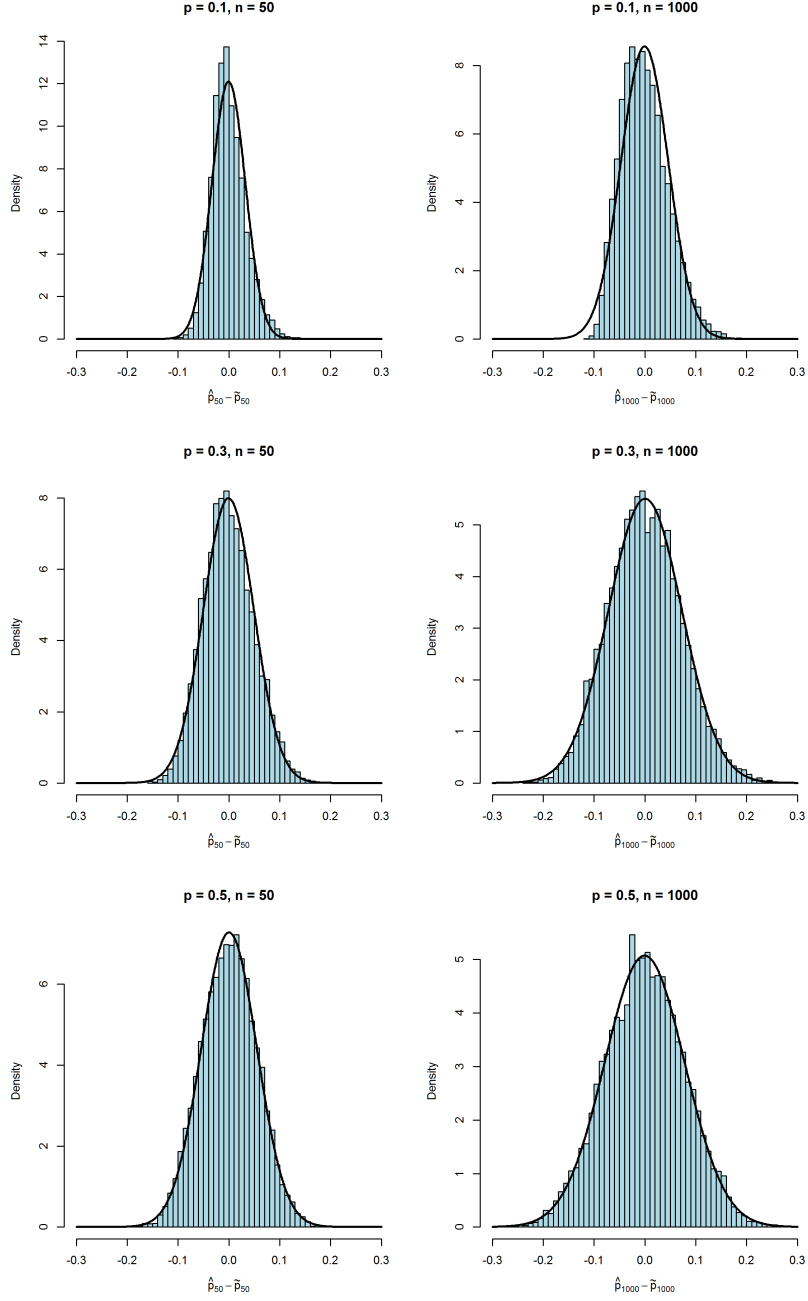 p = 0.1, n = 50
p = 0.1, n = 1000
Density
0 2 4 6 8 10 12 14
-0.3 -0.2 -0.1 0.0 0.1 0.2 0.3
p̂₅₀ − p̃₅₀
Density
0 2 4 6 8
-0.3 -0.2 -0.1 0.0 0.1 0.2 0.3
p̂₁₀₀₀ − p̃₁₀₀₀
p = 0.3, n = 50
p = 0.3, n = 1000
Density
0 2 4 6 8
-0.3 -0.2 -0.1 0.0 0.1 0.2 0.3
p̂₅₀ − p̃₅₀
Density
0 1 2 3 4 5
-0.3 -0.2 -0.1 0.0 0.1 0.2 0.3
p̂₁₀₀₀ − p̃₁₀₀₀
p = 0.5, n = 50
p = 0.5, n = 1000
Density
0 2 4 6
-0.3 -0.2 -0.1 0.0 0.1 0.2 0.3
p̂₅₀ − p̃₅₀
Density
0 1 2 3 4 5
-0.3 -0.2 -0.1 0.0 0.1 0.2 0.3
p̂₁₀₀₀ − p̃₁₀₀₀